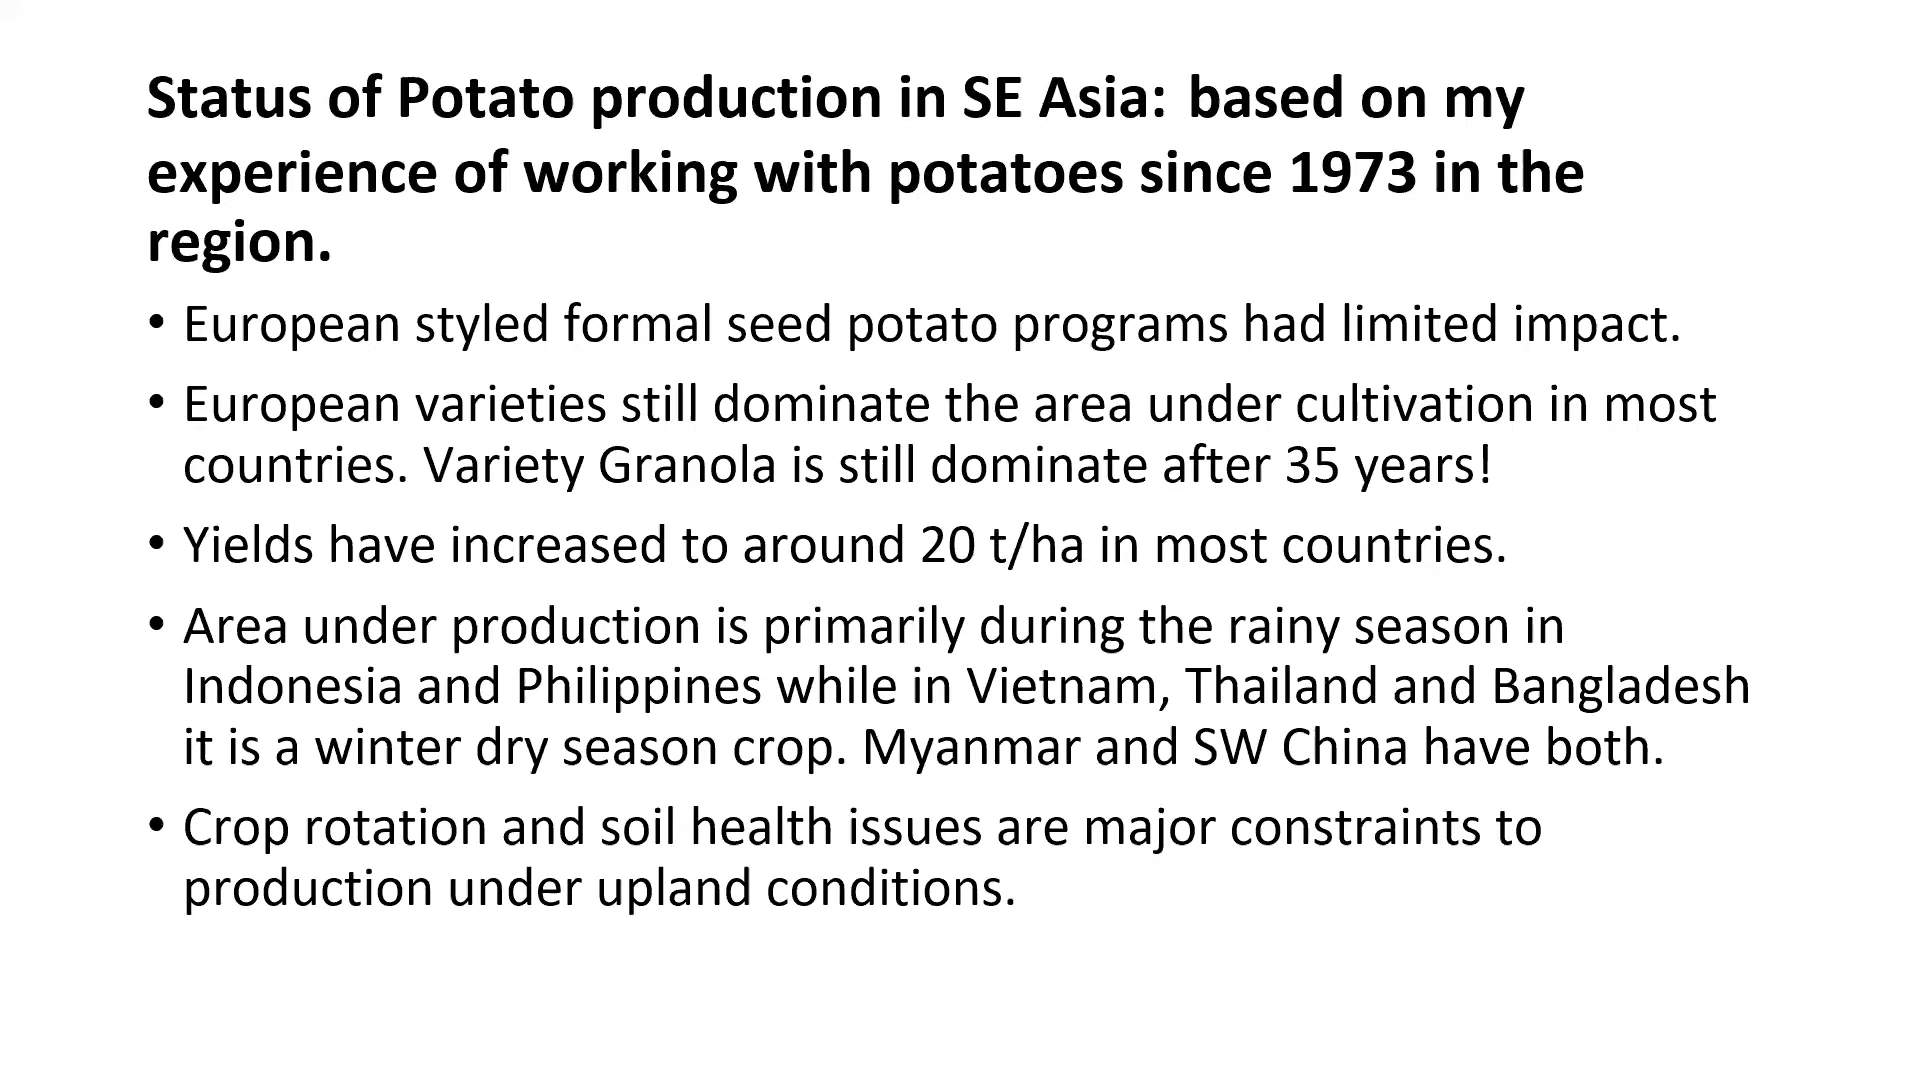 Status of Potato production in SE Asia: based on my
experience of working with potatoes since 1973 in the
region.
• European styled formal seed potato programs had limited impact.
• European varieties still dominate the area under cultivation in most
countries. Variety Granola is still dominate after 35 years!
• Yields have increased to around 20 t/ha in most countries.
• Area under production is primarily during the rainy season in
Indonesia and Philippines while in Vietnam, Thailand and Bangladesh
it is a winter dry season crop. Myanmar and SW China have both.
• Crop rotation and soil health issues are major constraints to
production under upland conditions.